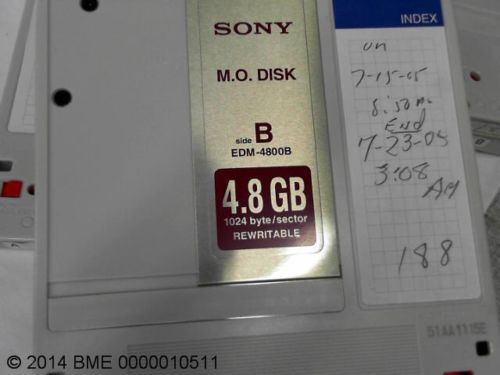 SONY
M.O. DISK
side B
EDM-4800B
4.8 GB
1024 byte/sector
REWRITABLE
INDEX
on
7-15-05
8:50 AM
End
7-23-05
3:08
AM
188
51AA1115E
© 2014 BME 0000010511